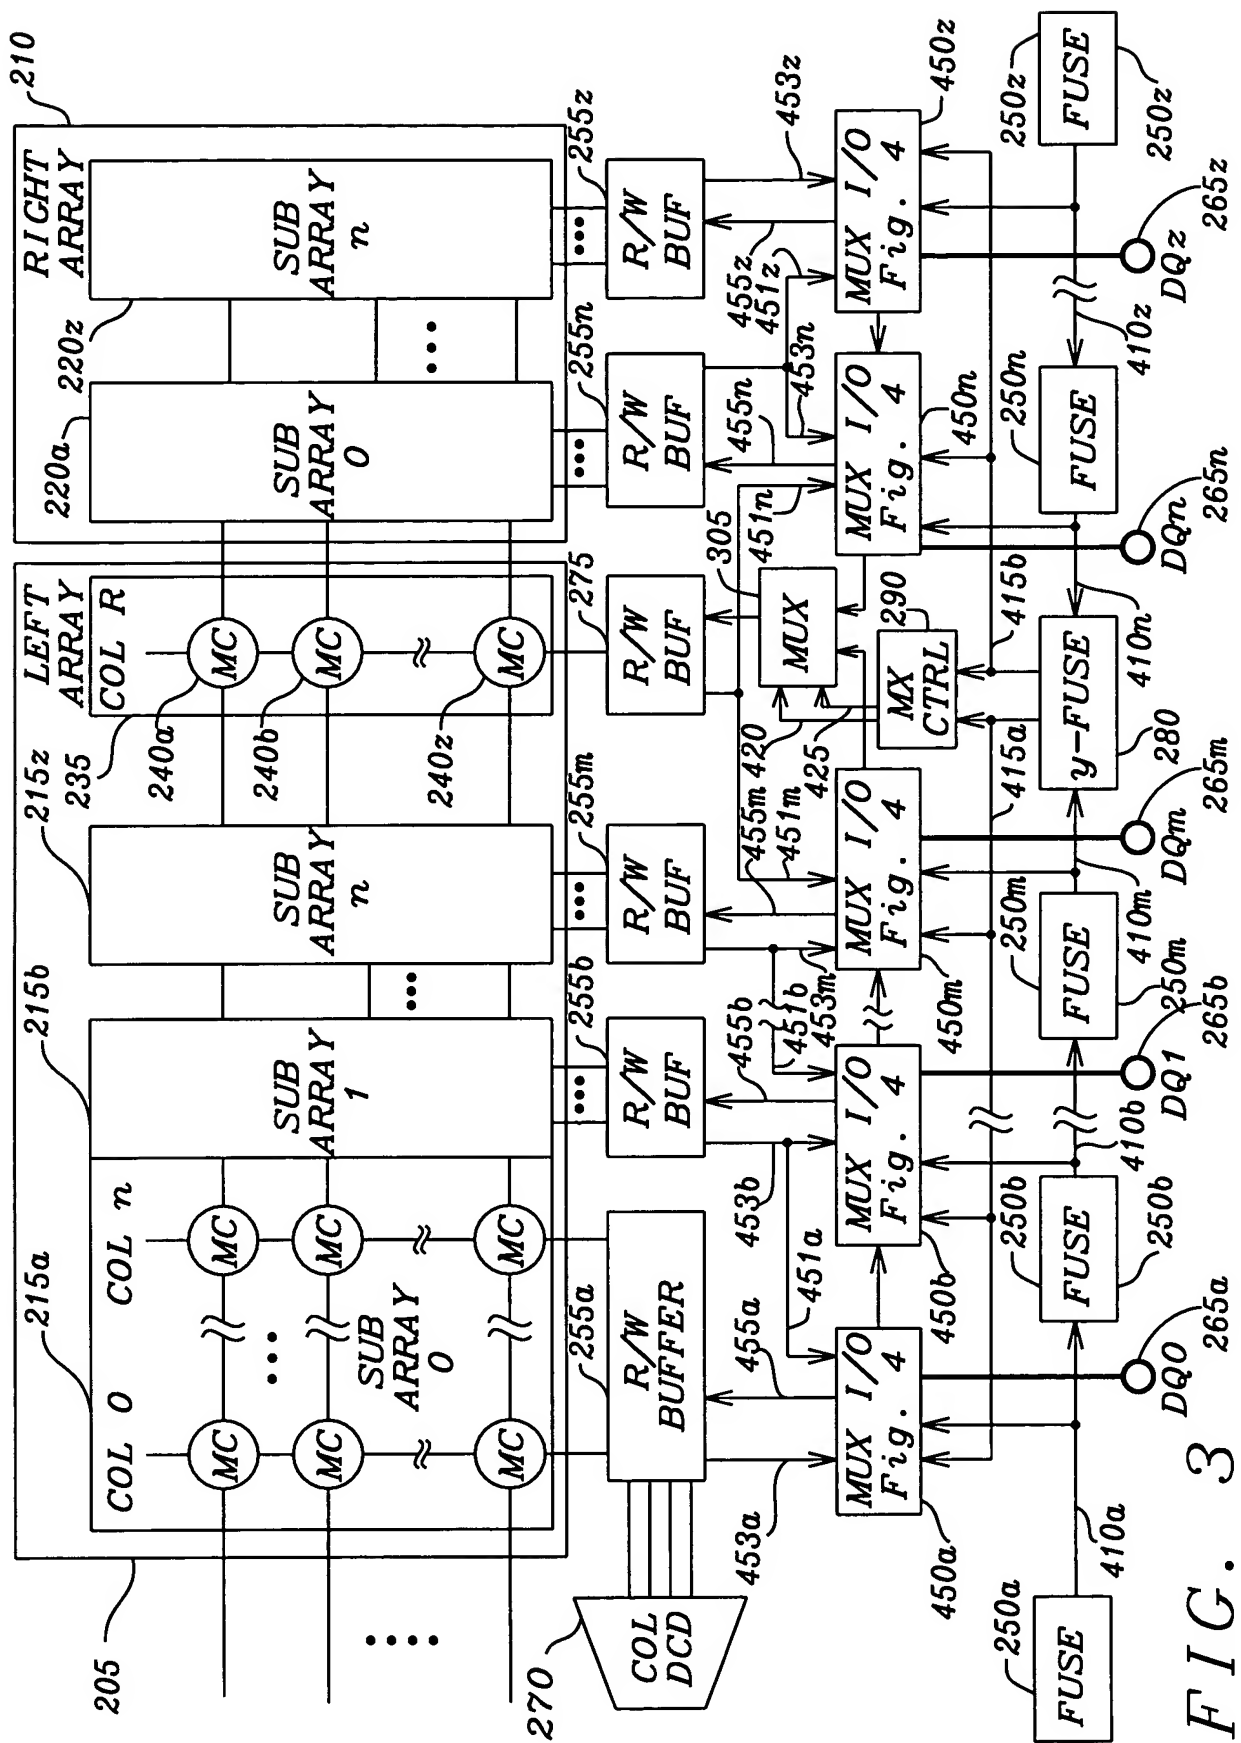 205
215a
215b
215z
235
LEFT
ARRAY
RIGHT
ARRAY
210
COL 0
COL n
COL R
220a
220z
240a
240b
240z
MC
MC
MC
MC
MC
MC
MC
MC
MC
SUB
ARRAY
0
SUB
ARRAY
1
SUB
ARRAY
n
SUB
ARRAY
0
SUB
ARRAY
n
270
COL
DCD
255a
R/W
BUFFER
255b
R/W
BUF
255m
R/W
BUF
275
R/W
BUF
255n
R/W
BUF
255z
R/W
BUF
453a
455a
451a
453b
455b
451b
453m
455m
451m
420
425
MUX
305
451n
455n
453n
451z
455z
453z
450a
MUX I/O
Fig. 4
450b
MUX I/O
Fig. 4
450m
MUX I/O
Fig. 4
MX
CTRL
290
MUX I/O
Fig. 4
450n
MUX I/O
Fig. 4
450z
415a
415b
250a
FUSE
410a
250b
FUSE
250b
410b
250m
FUSE
250m
410m
y-FUSE
280
410n
250n
FUSE
410z
250z
FUSE
250z
DQ0
265a
DQ1
265b
DQm
265m
DQn
265n
DQz
265z
FIG. 3